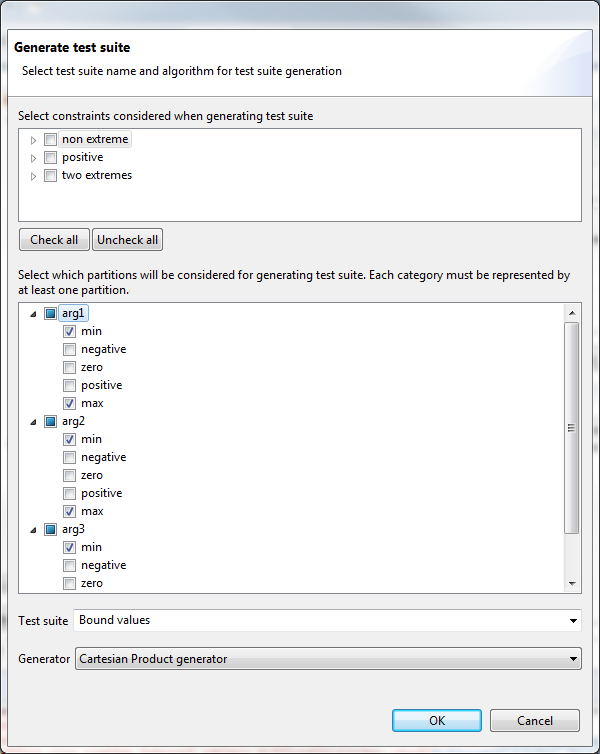 Generate test suite
Select test suite name and algorithm for test suite generation
Select constraints considered when generating test suite
non extreme
positive
two extremes
Check all Uncheck all
Select which partitions will be considered for generating test suite. Each category must be represented by
at least one partition.
arg1
min
negative
zero
positive
max
arg2
min
negative
zero
positive
max
arg3
min
negative
zero
Test suite Bound values
Generator Cartesian Product generator
OK Cancel